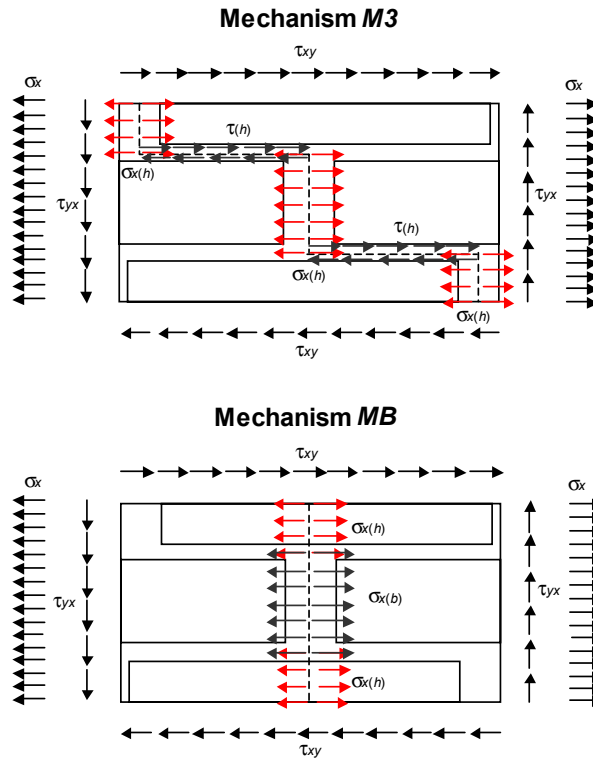 Mechanism M3
τxy
σx σx
τ(h)
σx(h)
τyx τyx
τ(h)
σx(h)
σx(h)
τxy
Mechanism MB
τxy
σx σx
σx(h)
τyx σx(b) τyx
σx(h)
τxy